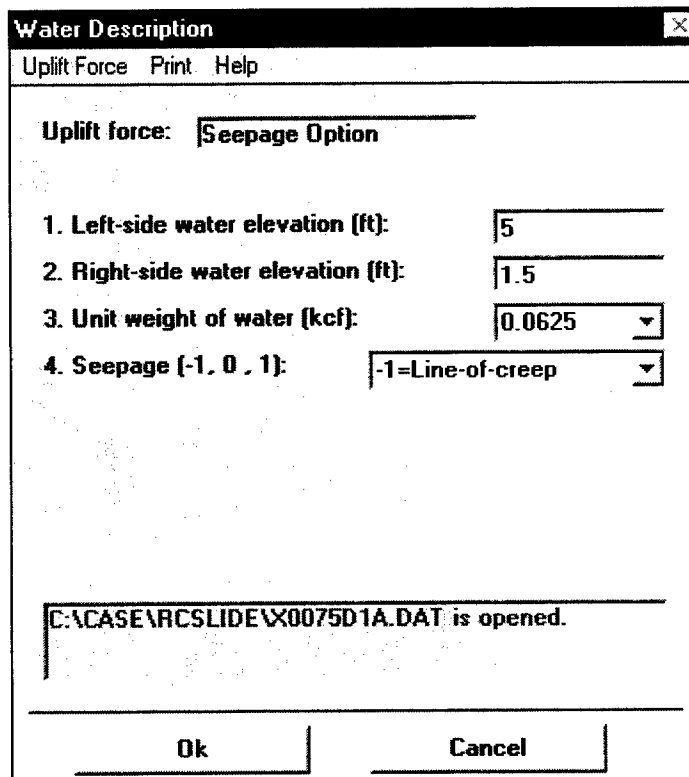 Water Description
Uplift Force Print Help
Uplift force: Seepage Option
1. Left-side water elevation (ft): 5
2. Right-side water elevation (ft): 1.5
3. Unit weight of water (kcf): 0.0625
4. Seepage (-1, 0 , 1): -1=Line-of-creep
C:\CASE\RCSLIDE\X0075D1A.DAT is opened.
Ok Cancel